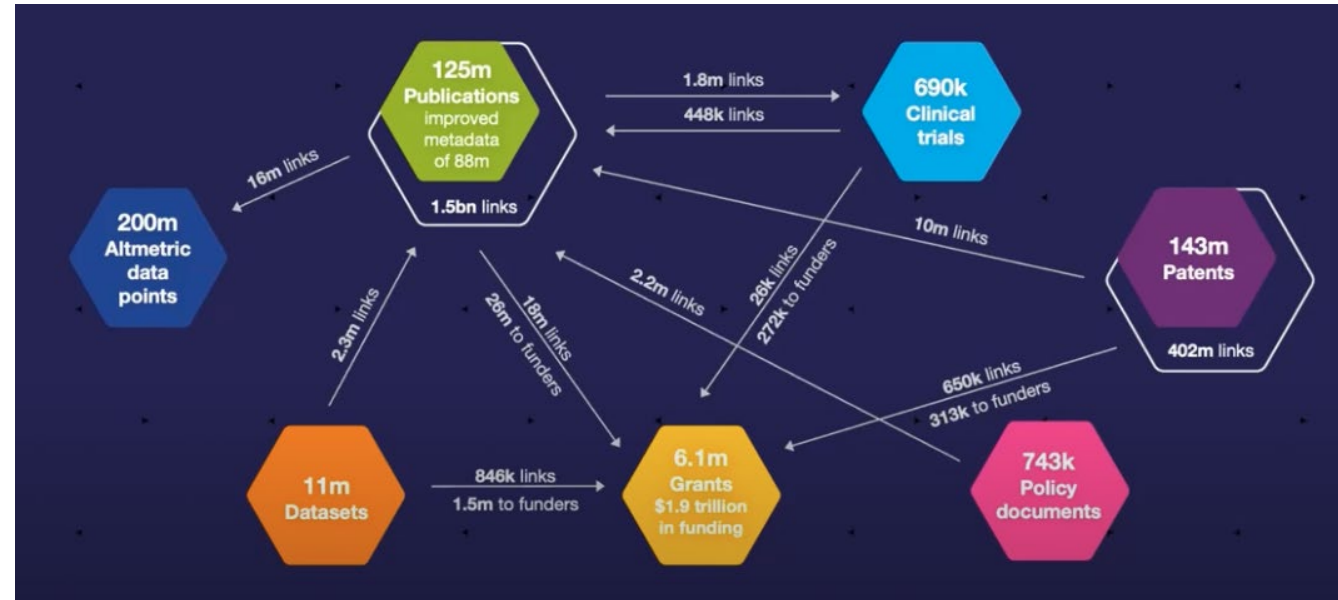 125m
Publications
improved
metadata
of 88m
1.5bn links
1.8m links
448k links
690k
Clinical
trials
16m links
200m
Altmetric
data
points
10m links
143m
Patents
402m links
2.3m links
18m links
26m to funders
2.2m links
26k links
272k to funders
650k links
313k to funders
11m
Datasets
846k links
1.5m to funders
6.1m
Grants
$1.9 trillion
in funding
743k
Policy
documents